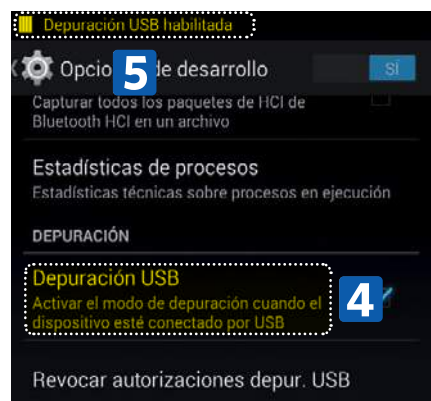 Depuración USB habilitada
Opcio 5 de desarrollo SÍ
Capturar todos los paquetes de HCI de
Bluetooth HCI en un archivo
Estadísticas de procesos
Estadísticas técnicas sobre procesos en ejecución
DEPURACIÓN
Depuración USB
Activar el modo de depuración cuando el
dispositivo esté conectado por USB
4
Revocar autorizaciones depur. USB